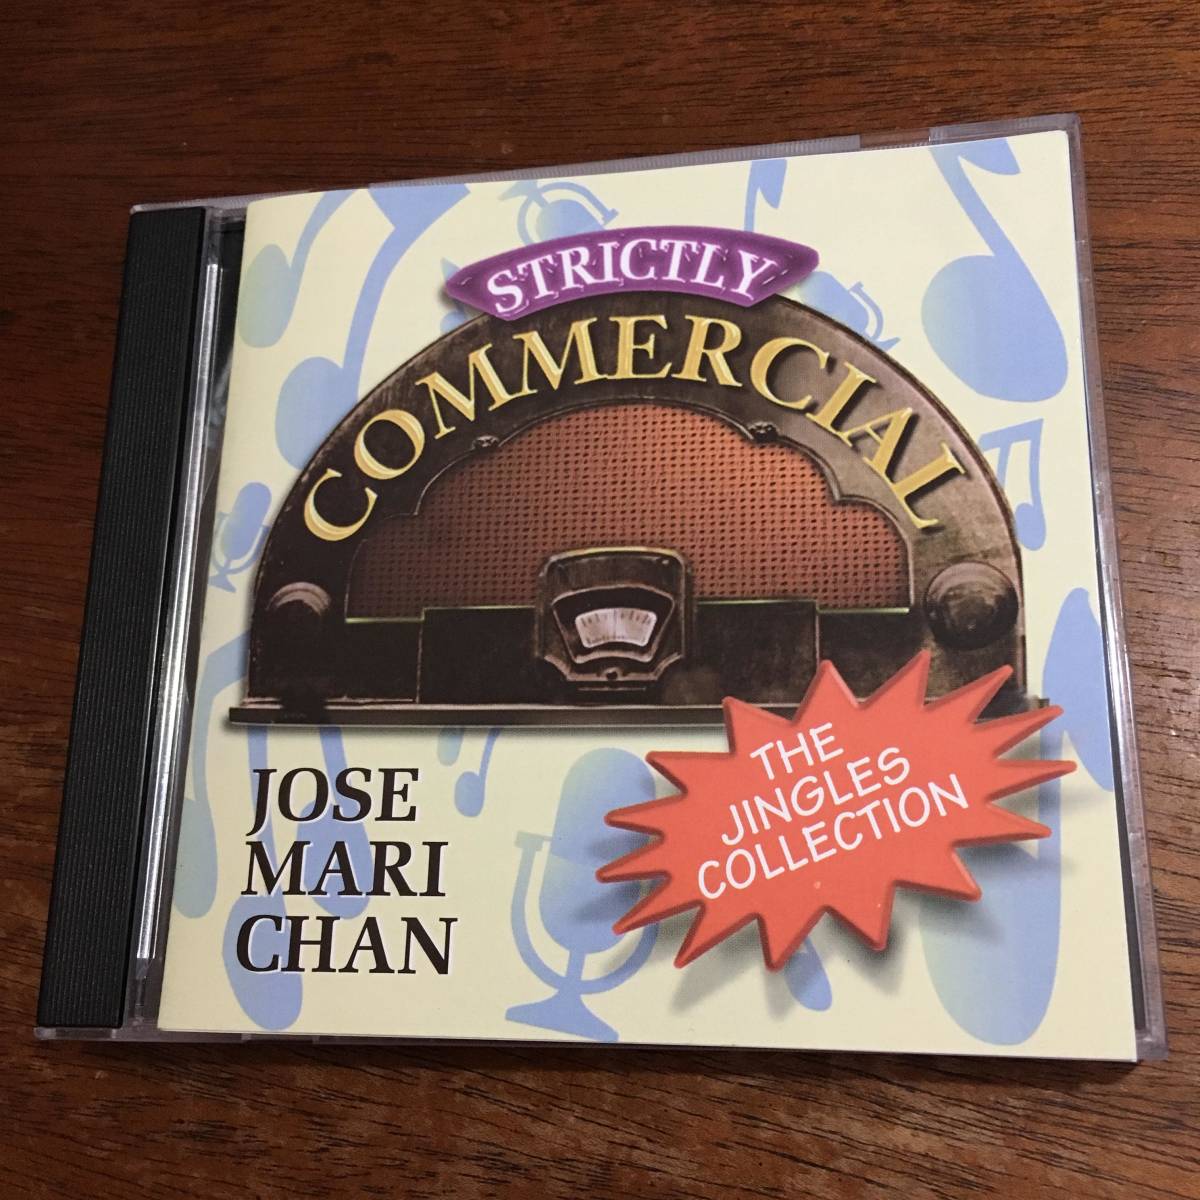 STRICTLY
COMMERCIAL
THE
JINGLES
COLLECTION
JOSE
MARI
CHAN